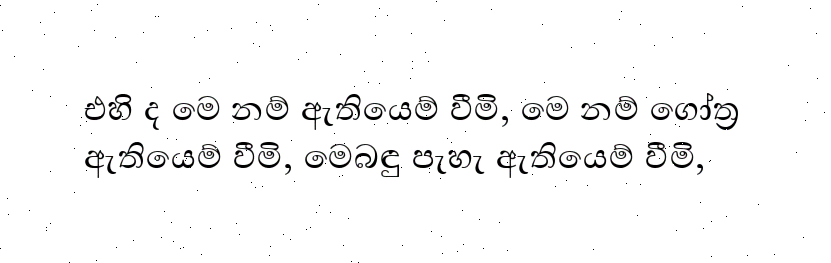 එහි ද මෙ නම් ඇතියෙම් වීමි, මෙ නම් ගෝත්‍ර
ඇතියෙම් වීමි, මෙබඳු පැහැ ඇතියෙම් වීමි,